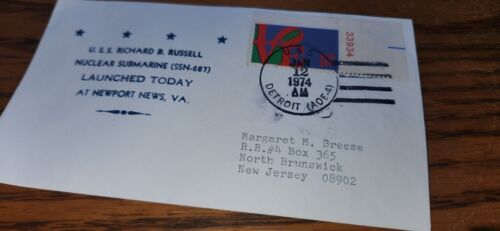 U.S.S. RICHARD B. RUSSELL
NUCLEAR SUBMARINE (SSN-687)
LAUNCHED TODAY
AT NEWPORT NEWS, VA.
LOVE
33934
JAN
12
1974
AM
DETROIT (AOE-4)
Margaret M. Breese
R.R.#4 Box 365
North Brunswick
New Jersey 08902